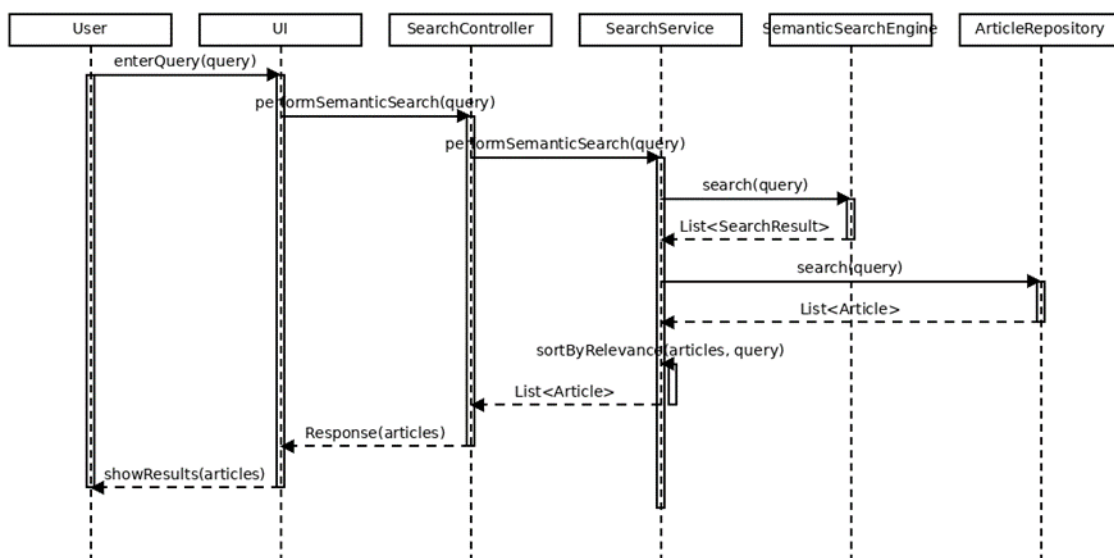 User UI SearchController SearchService SemanticSearchEngine ArticleRepository
enterQuery(query)
performSemanticSearch(query)
performSemanticSearch(query)
search(query)
List<SearchResult>
search(query)
List<Article>
sortByRelevance(articles, query)
List<Article>
Response(articles)
showResults(articles)